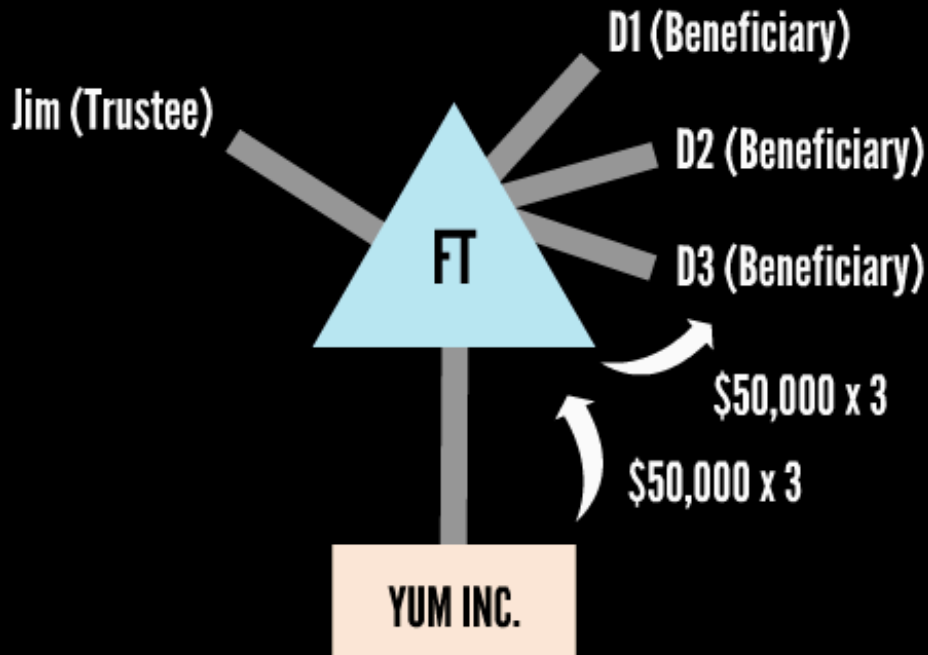 D1 (Beneficiary)
Jim (Trustee)
D2 (Beneficiary)
FT
D3 (Beneficiary)
$50,000 x 3
$50,000 x 3
YUM INC.